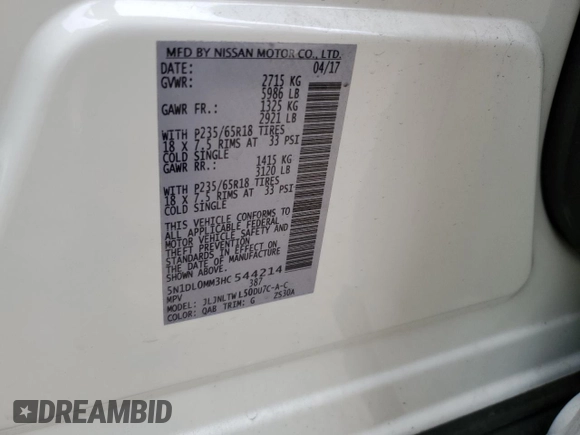 MFD BY NISSAN MOTOR CO., LTD.
DATE: 04/17
GVWR: 2715 KG
5986 LB
GAWR FR.: 1325 KG
2921 LB
WITH P235/65R18 TIRES
18 X 7.5 RIMS AT 33 PSI
COLD SINGLE
GAWR RR.: 1415 KG
3120 LB
WITH P235/65R18 TIRES
18 X 7.5 RIMS AT 33 PSI
COLD SINGLE
THIS VEHICLE CONFORMS TO
ALL APPLICABLE FEDERAL
MOTOR VEHICLE SAFETY AND
THEFT PREVENTION
STANDARDS IN EFFECT ON
THE DATE OF MANUFACTURE
SHOWN ABOVE.
5N1DL0MM3HC544214
MPV 387
MODEL: JLJNLTWL50DU7C-A-C
COLOR: QAB TRIM: G ZS30A
DREAMBID